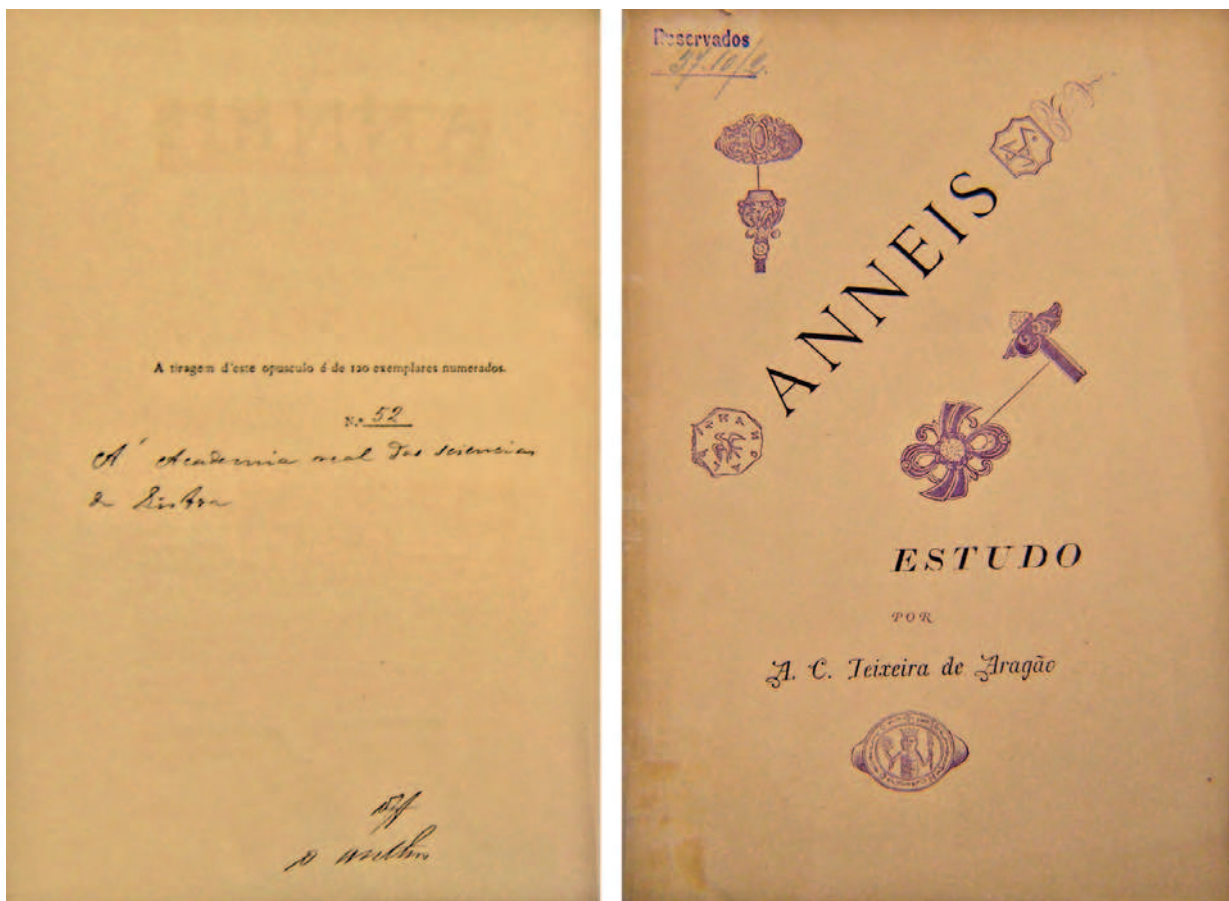 A tiragem d'este opusculo é de 120 exemplares numerados.
N.º 52
A' Academia real das sciencias
de Lisboa
off
o author
Reservados
ANNEIS
ESTUDO
POR
A. C. Teixeira de Aragão